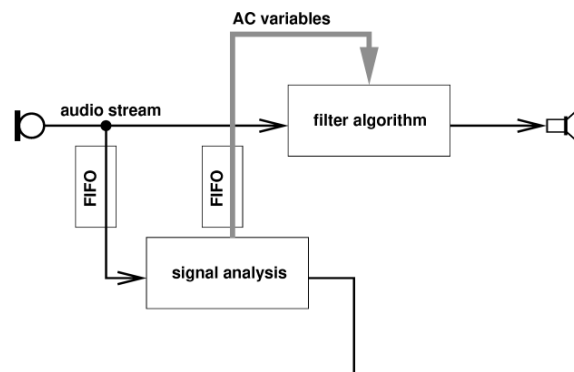 AC variables
audio stream
filter algorithm
FIFO
FIFO
signal analysis